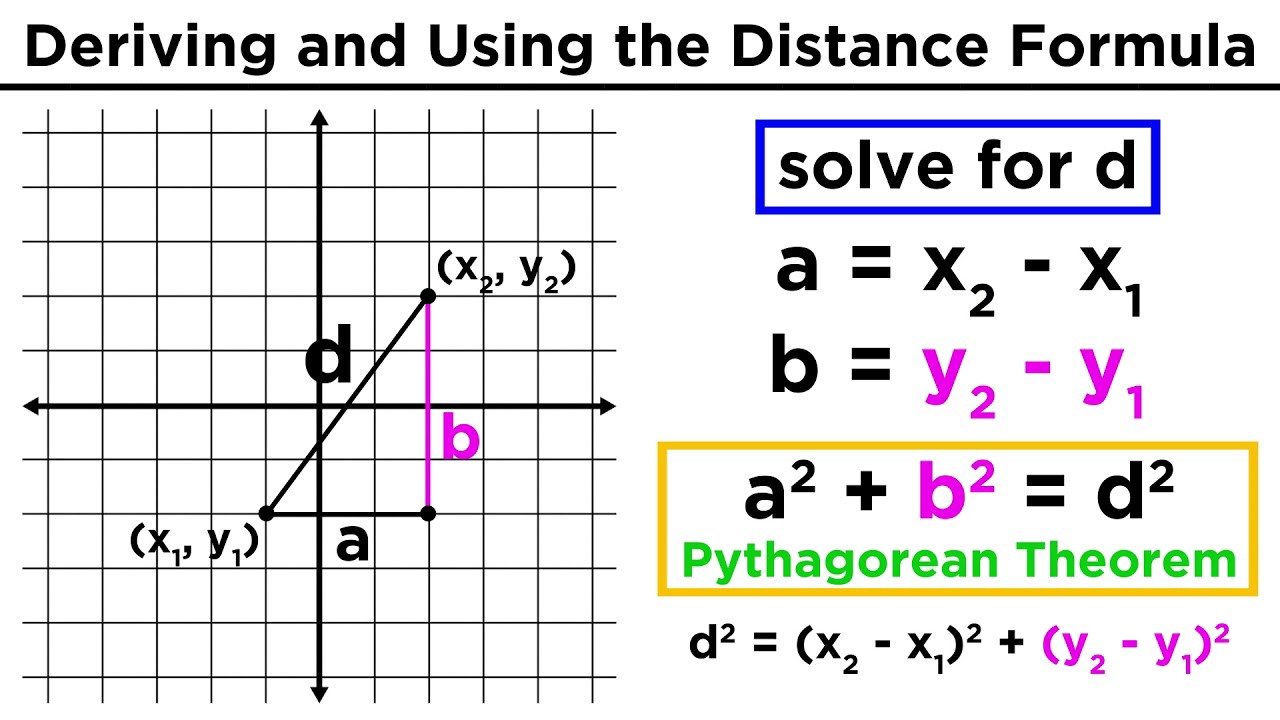 Deriving and Using the Distance Formula
(x₂, y₂)
d
b
(x₁, y₁)
a
solve for d
a = x₂ - x₁
b = y₂ - y₁
a² + b² = d²
Pythagorean Theorem
d² = (x₂ - x₁)² + (y₂ - y₁)²